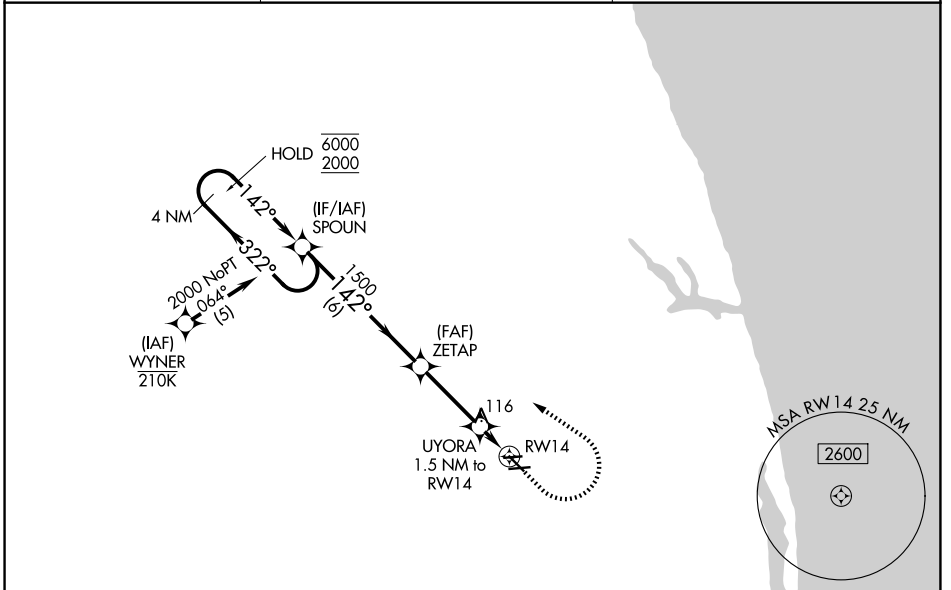 HOLD 6000
2000
4 NM
142°
(IF/IAF)
SPOUN
322°
2000 NoPT
064°
(5)
1500
142°
(6)
(IAF)
WYNER
210K
(FAF)
ZETAP
116
UYORA
1.5 NM to
RW14
RW14
MSA RW14 25 NM
2600